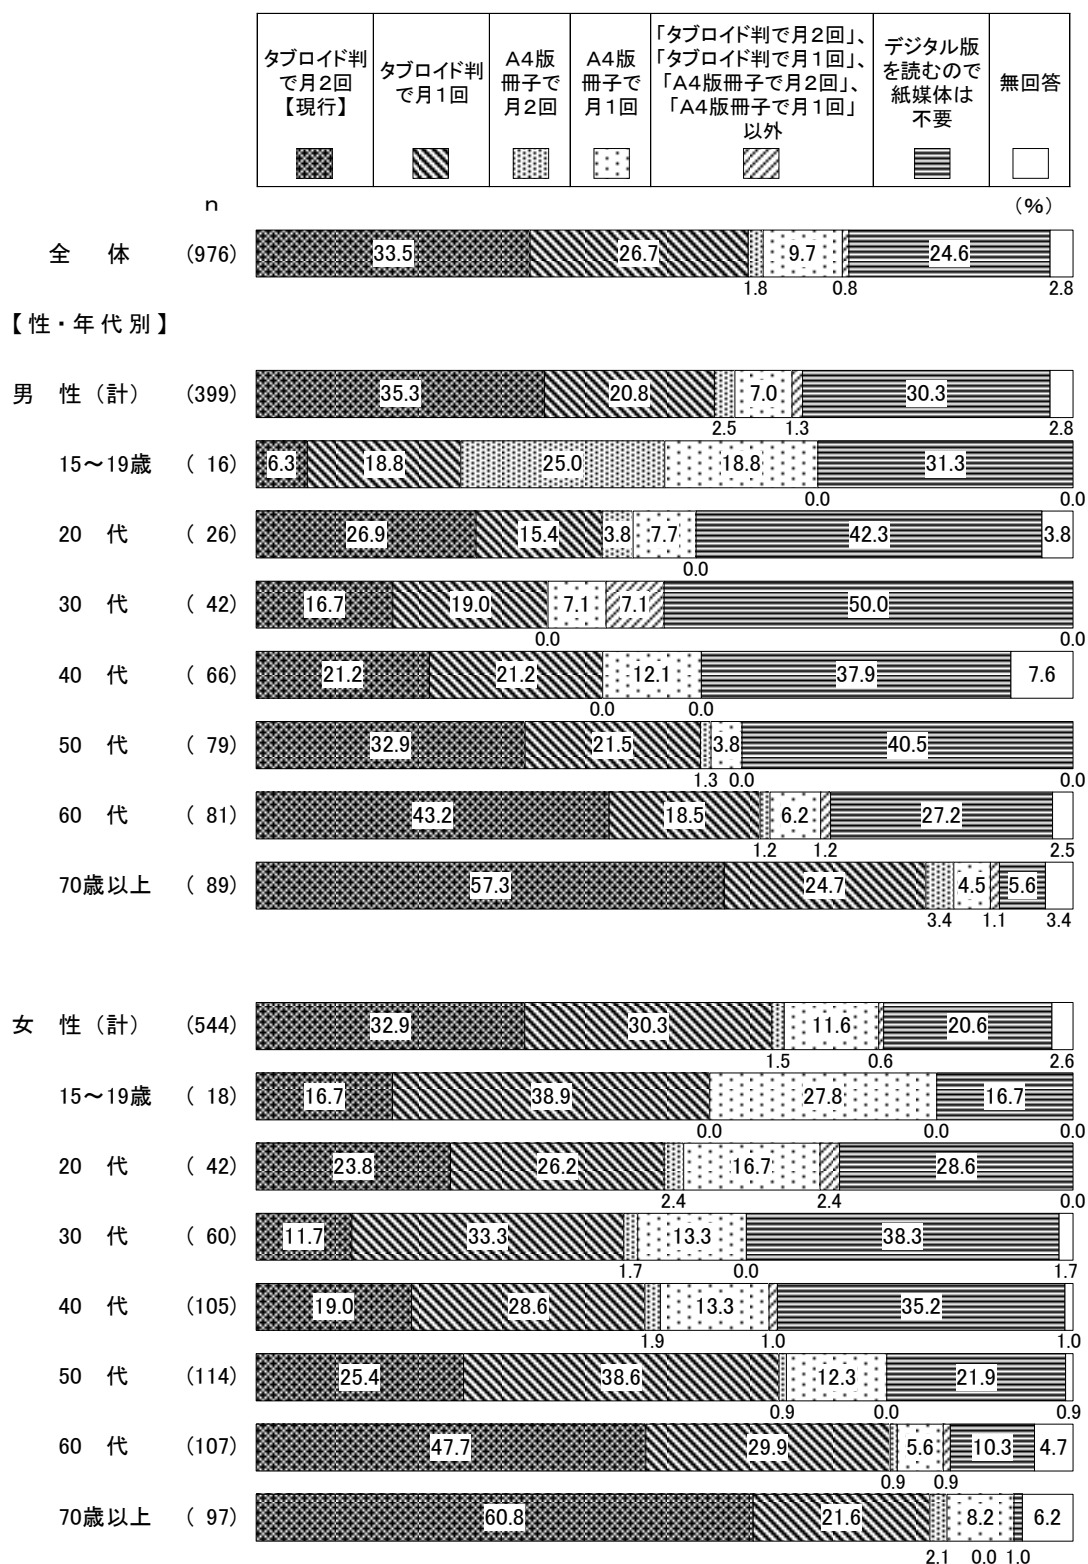 タブロイド判
で月２回
【現行】
タブロイド判
で月１回
Ａ４版
冊子で
月２回
Ａ４版
冊子で
月１回
「タブロイド判で月２回」、
「タブロイド判で月１回」、
「Ａ４版冊子で月２回」、
「Ａ４版冊子で月１回」
以外
デジタル版
を読むので
紙媒体は
不要
無回答
ｎ (%)
全 体 (976) 33.5 26.7 9.7 24.6
1.8 0.8 2.8
【性・年代別】
男 性（計） (399) 35.3 20.8 7.0 30.3
2.5 1.3 2.8
15～19歳 ( 16) 6.3 18.8 25.0 18.8 31.3
0.0 0.0
20 代 ( 26) 26.9 15.4 3.8 7.7 42.3 3.8
0.0
30 代 ( 42) 16.7 19.0 7.1 7.1 50.0
0.0 0.0
40 代 ( 66) 21.2 21.2 12.1 37.9 7.6
0.0 0.0
50 代 ( 79) 32.9 21.5 3.8 40.5
1.3 0.0 0.0
60 代 ( 81) 43.2 18.5 6.2 27.2
1.2 1.2 2.5
70歳以上 ( 89) 57.3 24.7 4.5 5.6
3.4 1.1 3.4
女 性（計） (544) 32.9 30.3 11.6 20.6
1.5 0.6 2.6
15～19歳 ( 18) 16.7 38.9 27.8 16.7
0.0 0.0 0.0
20 代 ( 42) 23.8 26.2 16.7 28.6
2.4 2.4 0.0
30 代 ( 60) 11.7 33.3 13.3 38.3
1.7 0.0 1.7
40 代 (105) 19.0 28.6 13.3 35.2
1.9 1.0 1.0
50 代 (114) 25.4 38.6 12.3 21.9
0.9 0.0 0.9
60 代 (107) 47.7 29.9 5.6 10.3 4.7
0.9 0.9
70歳以上 ( 97) 60.8 21.6 8.2 6.2
2.1 0.0 1.0